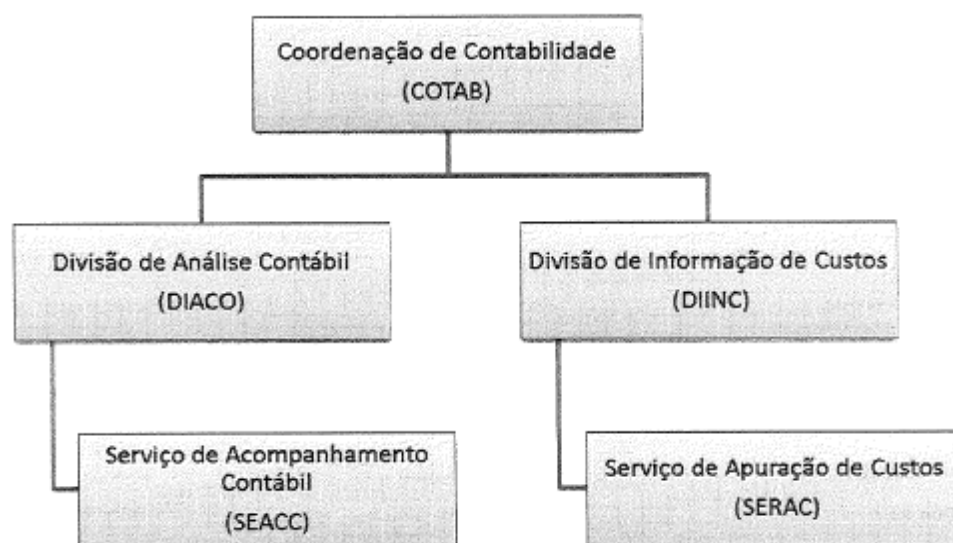 Coordenação de Contabilidade
(COTAB)
Divisão de Análise Contábil
(DIACO)
Divisão de Informação de Custos
(DIINC)
Serviço de Acompanhamento
Contábil
(SEACC)
Serviço de Apuração de Custos
(SERAC)